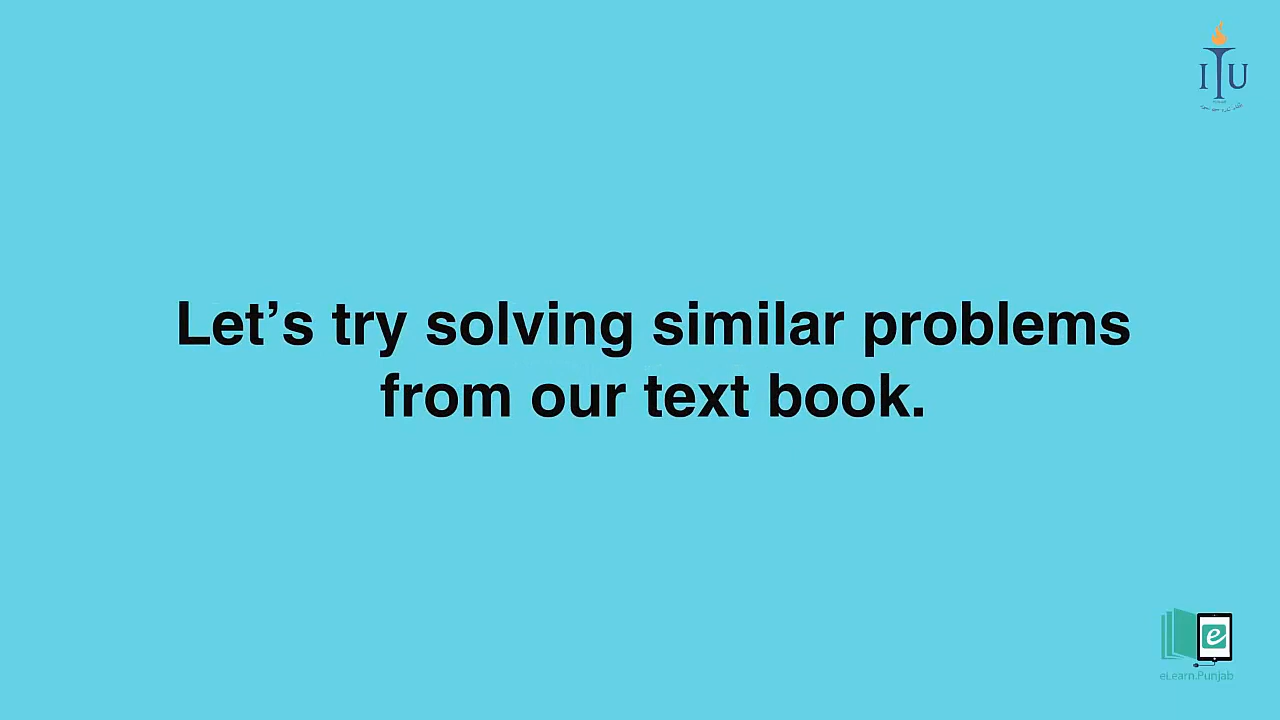 ITU
Let’s try solving similar problems
from our text book.
e
eLearn.Punjab